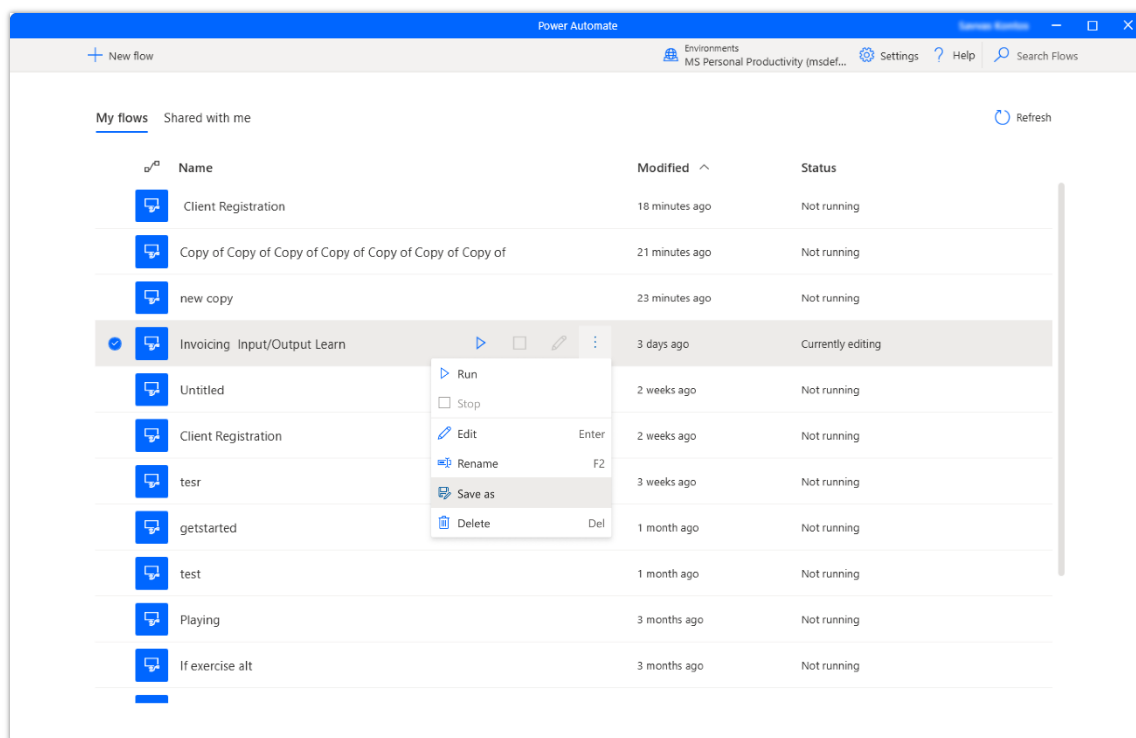 Power Automate
New flow
Environments
MS Personal Productivity (msdef...
Settings
? Help
Search Flows
My flows Shared with me
Refresh
Name Modified Status
Client Registration 18 minutes ago Not running
Copy of Copy of Copy of Copy of Copy of Copy of Copy of 21 minutes ago Not running
new copy 23 minutes ago Not running
Invoicing Input/Output Learn 3 days ago Currently editing
Run
Untitled 2 weeks ago Not running
Stop
Client Registration 2 weeks ago Not running
Edit Enter
Rename F2
tesr 3 weeks ago Not running
Save as
Delete Del
getstarted 1 month ago Not running
test 1 month ago Not running
Playing 3 months ago Not running
If exercise alt 3 months ago Not running